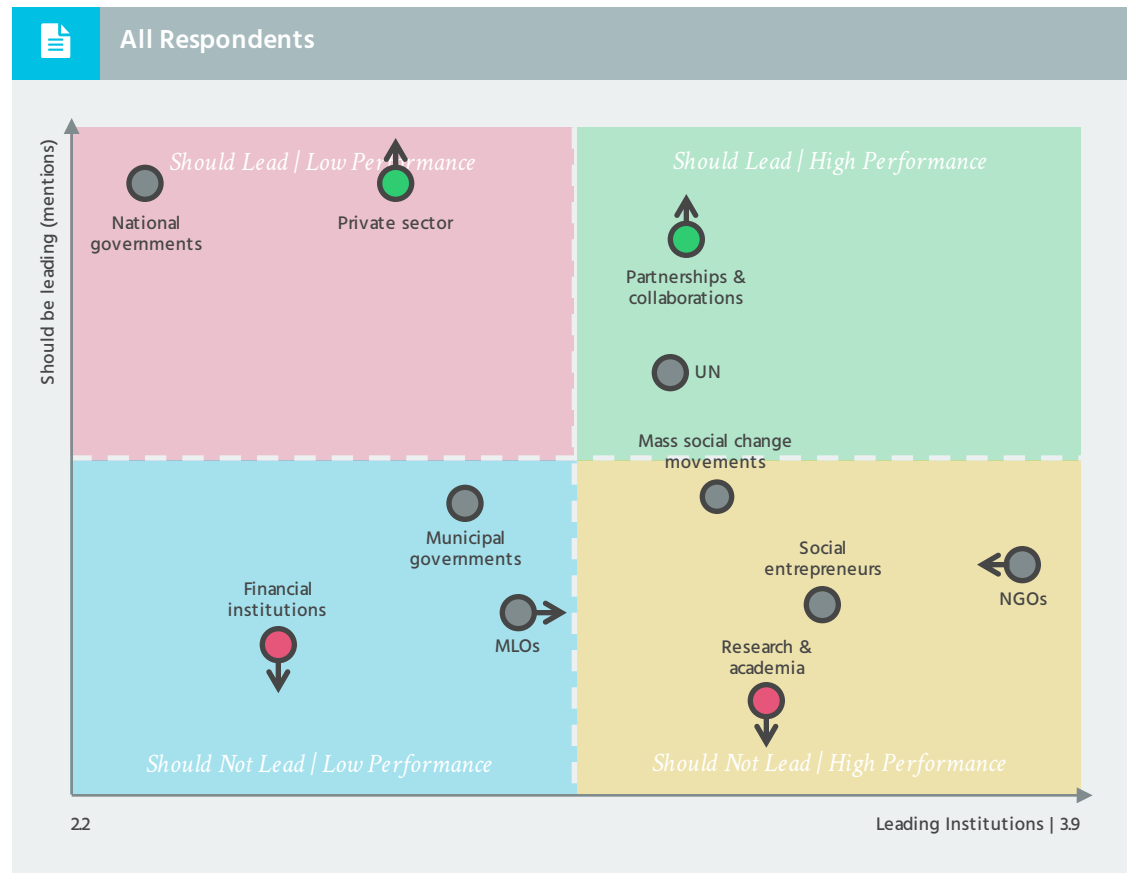 All Respondents
Should be leading (mentions)
Should Lead | Low Performance
Should Lead | High Performance
National
governments
Private sector
Partnerships &
collaborations
UN
Mass social change
movements
Municipal
governments
Social
entrepreneurs
Financial
institutions
NGOs
MLOs
Research &
academia
Should Not Lead | Low Performance
Should Not Lead | High Performance
2.2
Leading Institutions | 3.9